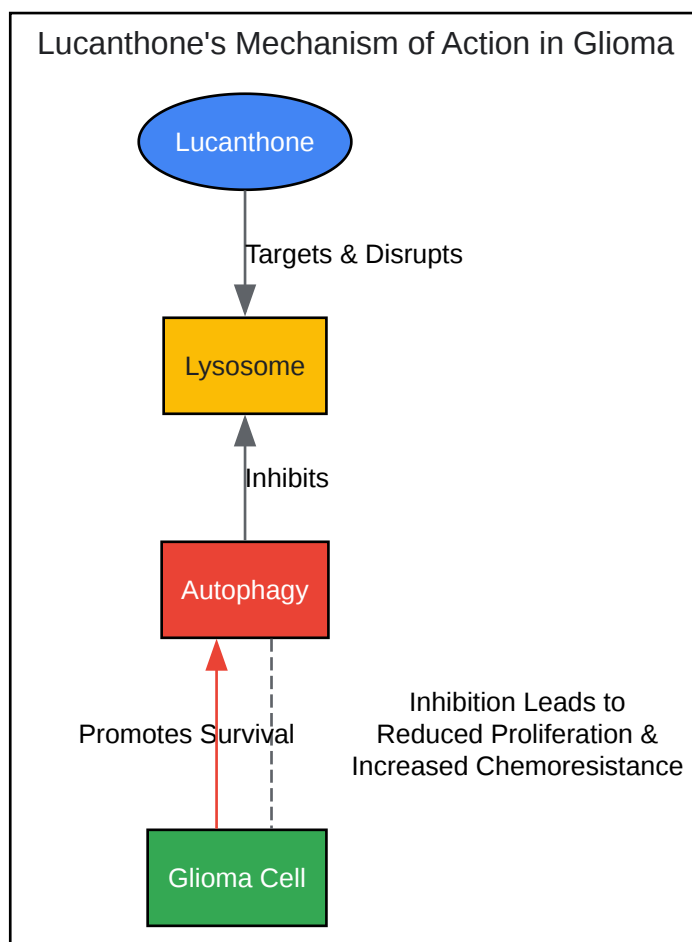 Lucanthone's Mechanism of Action in Glioma
Lucanthone
Targets & Disrupts
Lysosome
Inhibits
Autophagy
Promotes Survival
Inhibition Leads to
Reduced Proliferation &
Increased Chemoresistance
Glioma Cell